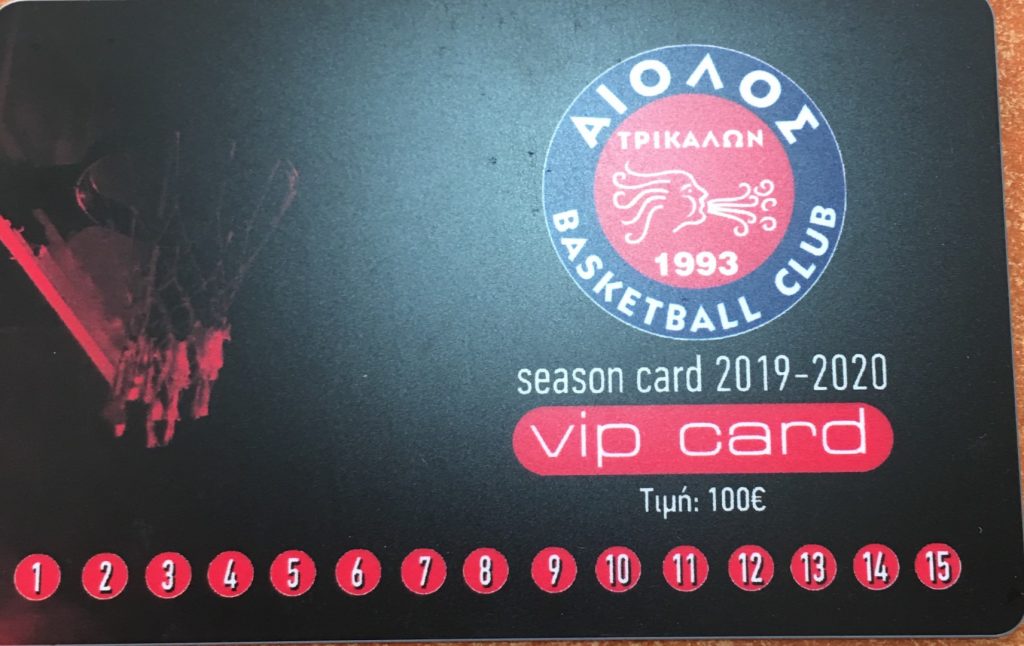 ΑΙΟΛΟΣ
ΤΡΙΚΑΛΩΝ
1993
BASKETBALL CLUB
season card 2019-2020
vip card
Τιμή: 100€
1 2 3 4 5 6 7 8 9 10 11 12 13 14 15